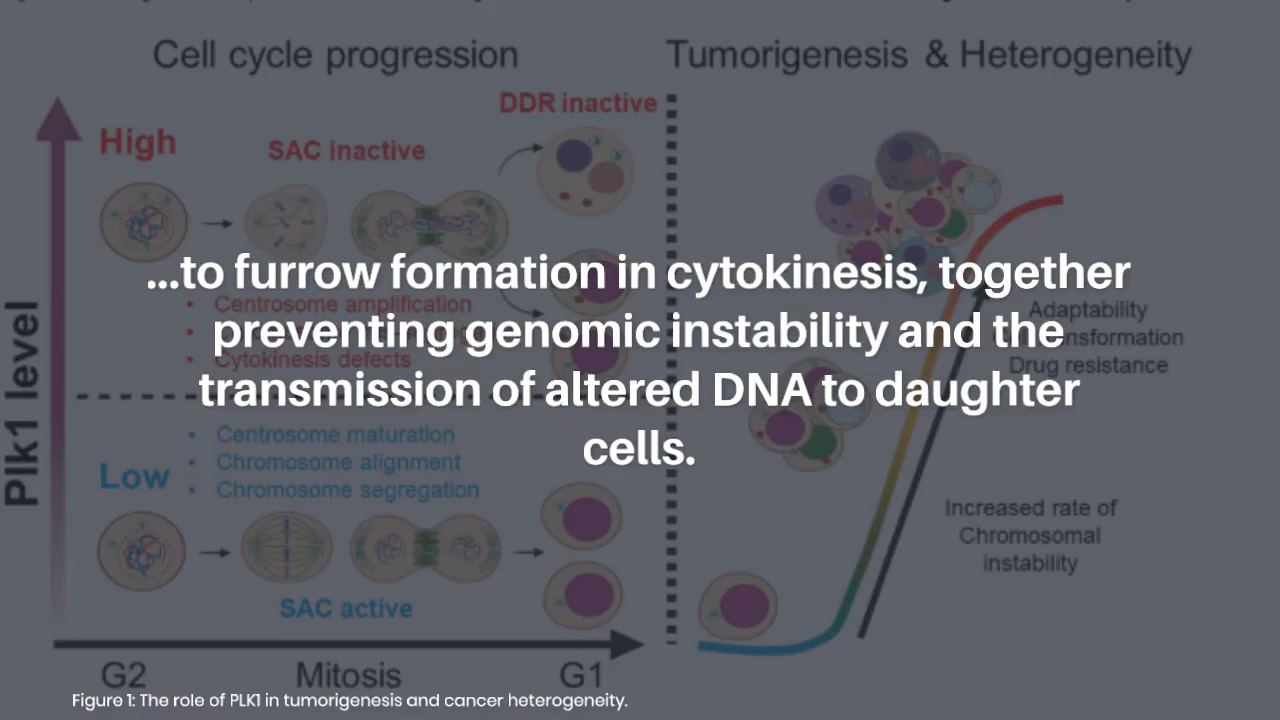 Cell cycle progression
Tumorigenesis & Heterogeneity
DDR inactive
High
SAC inactive
...to furrow formation in cytokinesis, together
preventing genomic instability and the
transmission of altered DNA to daughter
cells.
Centrosome amplification
Cytokinesis defects
Adaptability
Drug resistance
Plk1 level
• Centrosome maturation
• Chromosome alignment
• Chromosome segregation
Low
SAC active
Increased rate of
Chromosomal
instability
G2
Mitosis
G1
Figure 1: The role of PLK1 in tumorigenesis and cancer heterogeneity.